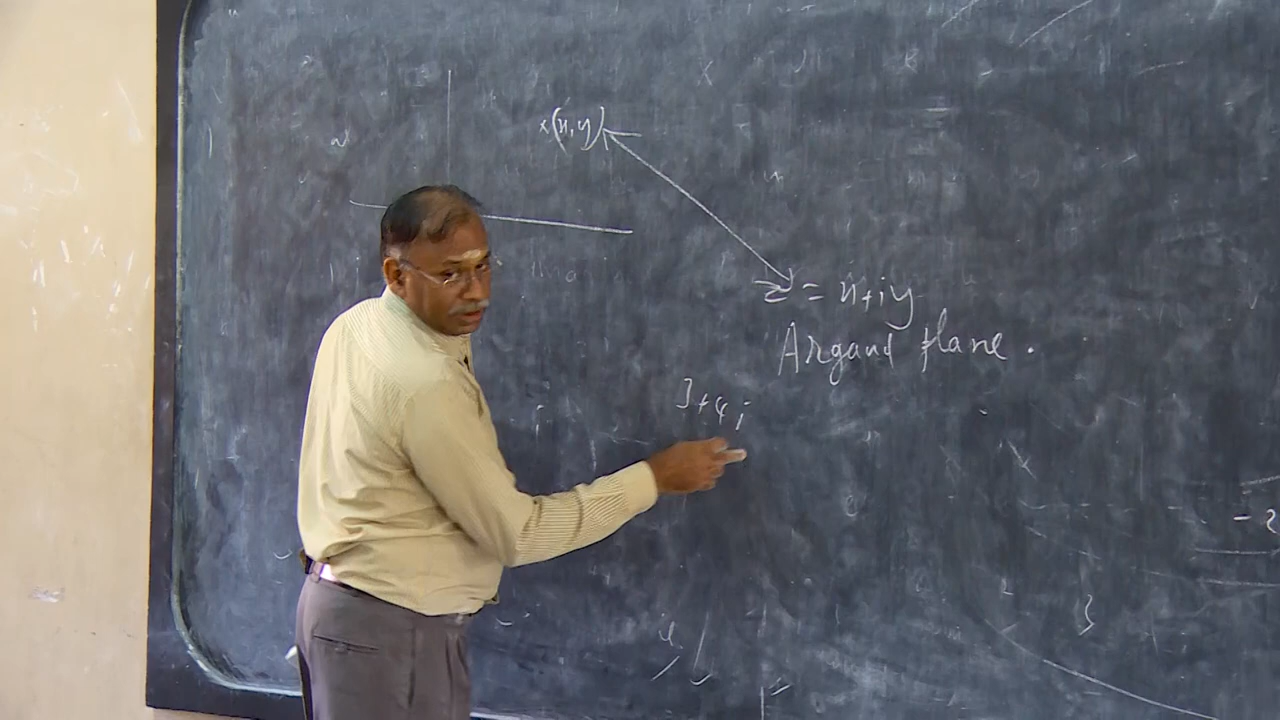 x(x, y)
z = x + iy
Argand plane.
3 + 4i